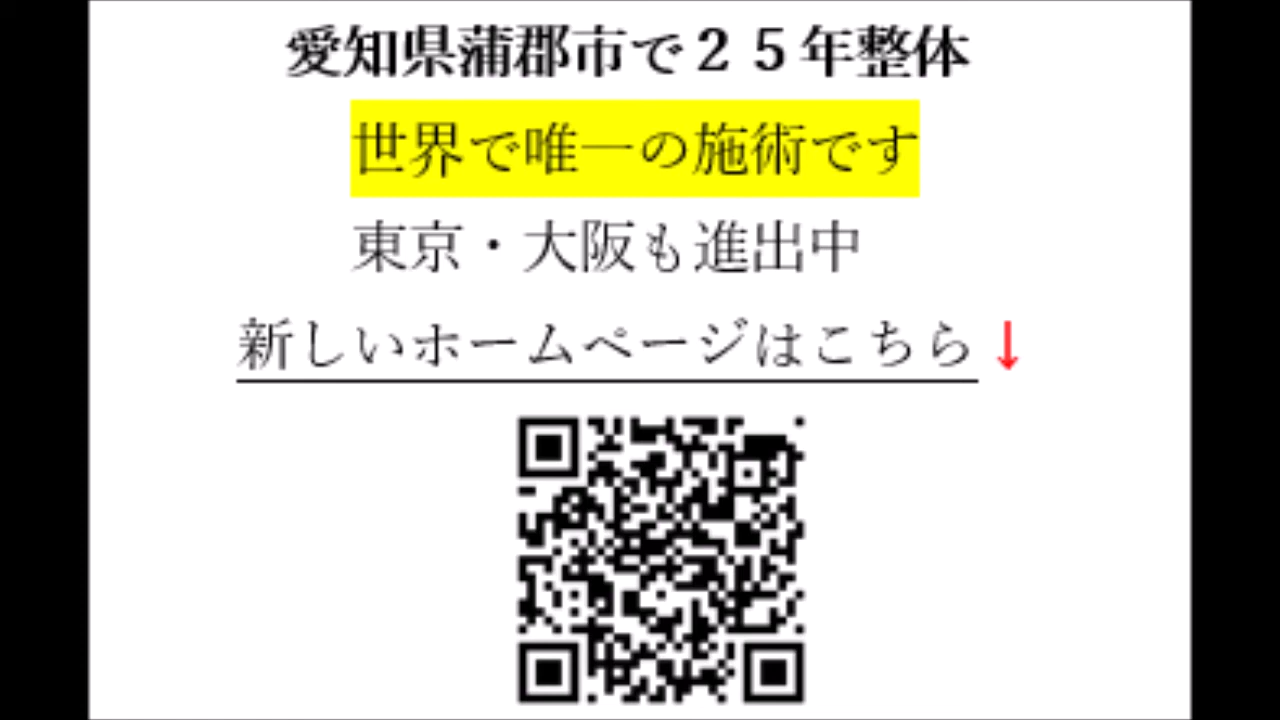 愛知県蒲郡市で２５年整体
世界で唯一の施術です
東京・大阪も進出中
新しいホームページはこちら↓